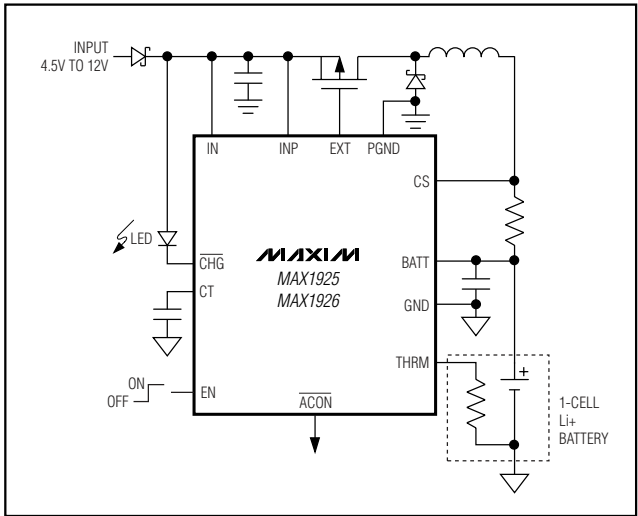 INPUT
4.5V TO 12V
IN
INP
EXT
PGND
CS
LED
CHG
MAXIM
MAX1925
MAX1926
BATT
CT
GND
THRM
ON
OFF
EN
ACON
+
1-CELL
Li+
BATTERY